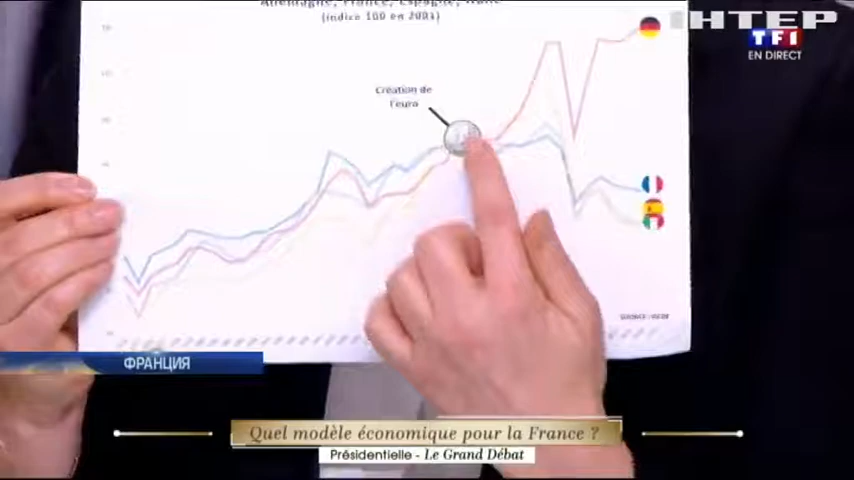 Allemagne, France, Espagne, Italie
(indice 100 en 2001)
Création de
l'euro
ІНТЕР
TF1
EN DIRECT
ФРАНЦИЯ
Quel modèle économique pour la France ?
Présidentielle - Le Grand Débat